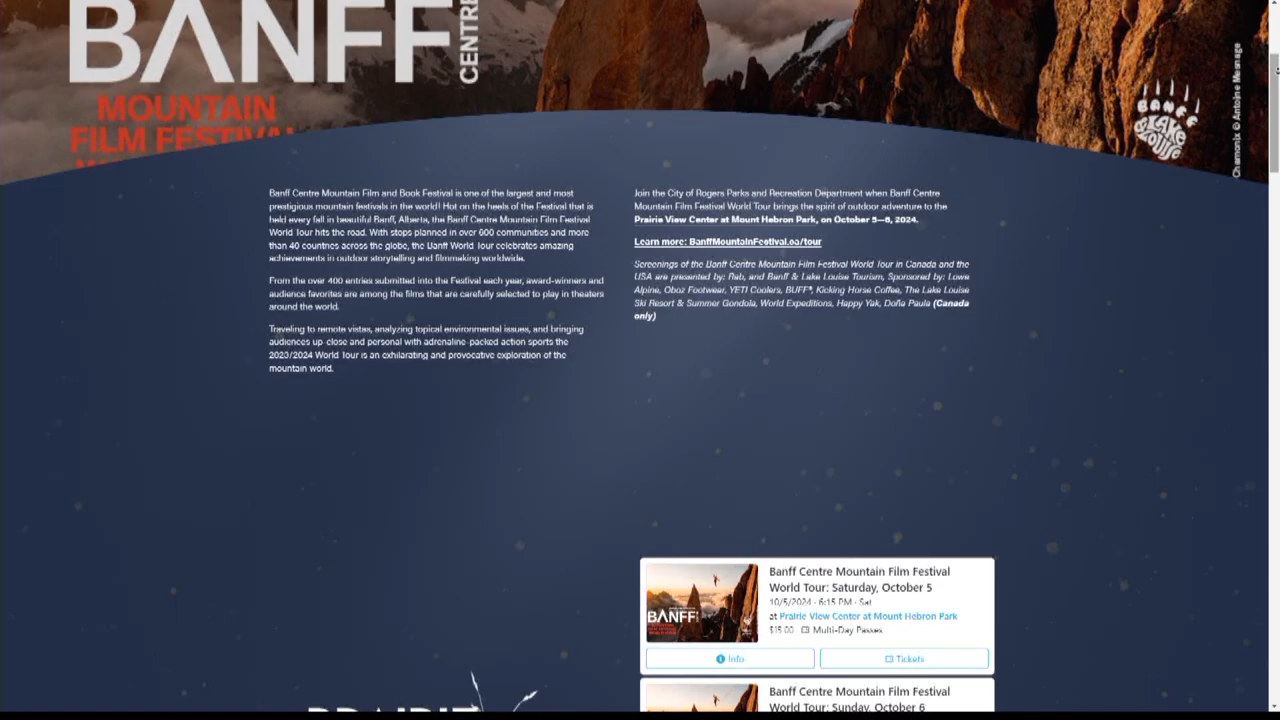 BANFF
CENTRE
MOUNTAIN
FILM FESTIVAL
Chamonix © Antoine Mesnage
BANFF
LAKE
LOUISE
Banff Centre Mountain Film and Book Festival is one of the largest and most
prestigious mountain festivals in the world! Hot on the heels of the Festival that is
held every fall in beautiful Banff, Alberta, the Banff Centre Mountain Film Festival
World Tour hits the road. With stops planned in over 600 communities and more
than 40 countries across the globe, the Banff World Tour celebrates amazing
achievements in outdoor storytelling and filmmaking worldwide.
From the over 400 entries submitted into the Festival each year, award-winners and
audience favorites are among the films that are carefully selected to play in theaters
around the world.
Traveling to remote vistas, analyzing topical environmental issues, and bringing
audiences up-close and personal with adrenaline-packed action sports the
2023/2024 World Tour is an exhilarating and provocative exploration of the
mountain world.
Join the City of Rogers Parks and Recreation Department when Banff Centre
Mountain Film Festival World Tour brings the spirit of outdoor adventure to the
Prairie View Center at Mount Hebron Park, on October 5—6, 2024.
Learn more: BanffMountainFestival.ca/tour
Screenings of the Banff Centre Mountain Film Festival World Tour in Canada and the
USA are presented by: Rab, and Banff & Lake Louise Tourism, Sponsored by: Lowe
Alpine, Oboz Footwear, YETI Coolers, BUFF®, Kicking Horse Coffee, The Lake Louise
Ski Resort & Summer Gondola, World Expeditions, Happy Yak, Doña Paula (Canada
only)
BANFF
Banff Centre Mountain Film Festival
World Tour: Saturday, October 5
10/5/2024 · 6:15 PM · Sat
at Prairie View Center at Mount Hebron Park
$15.00 Multi-Day Passes
Info
Tickets
Banff Centre Mountain Film Festival
World Tour: Sunday, October 6
PRAIRIE